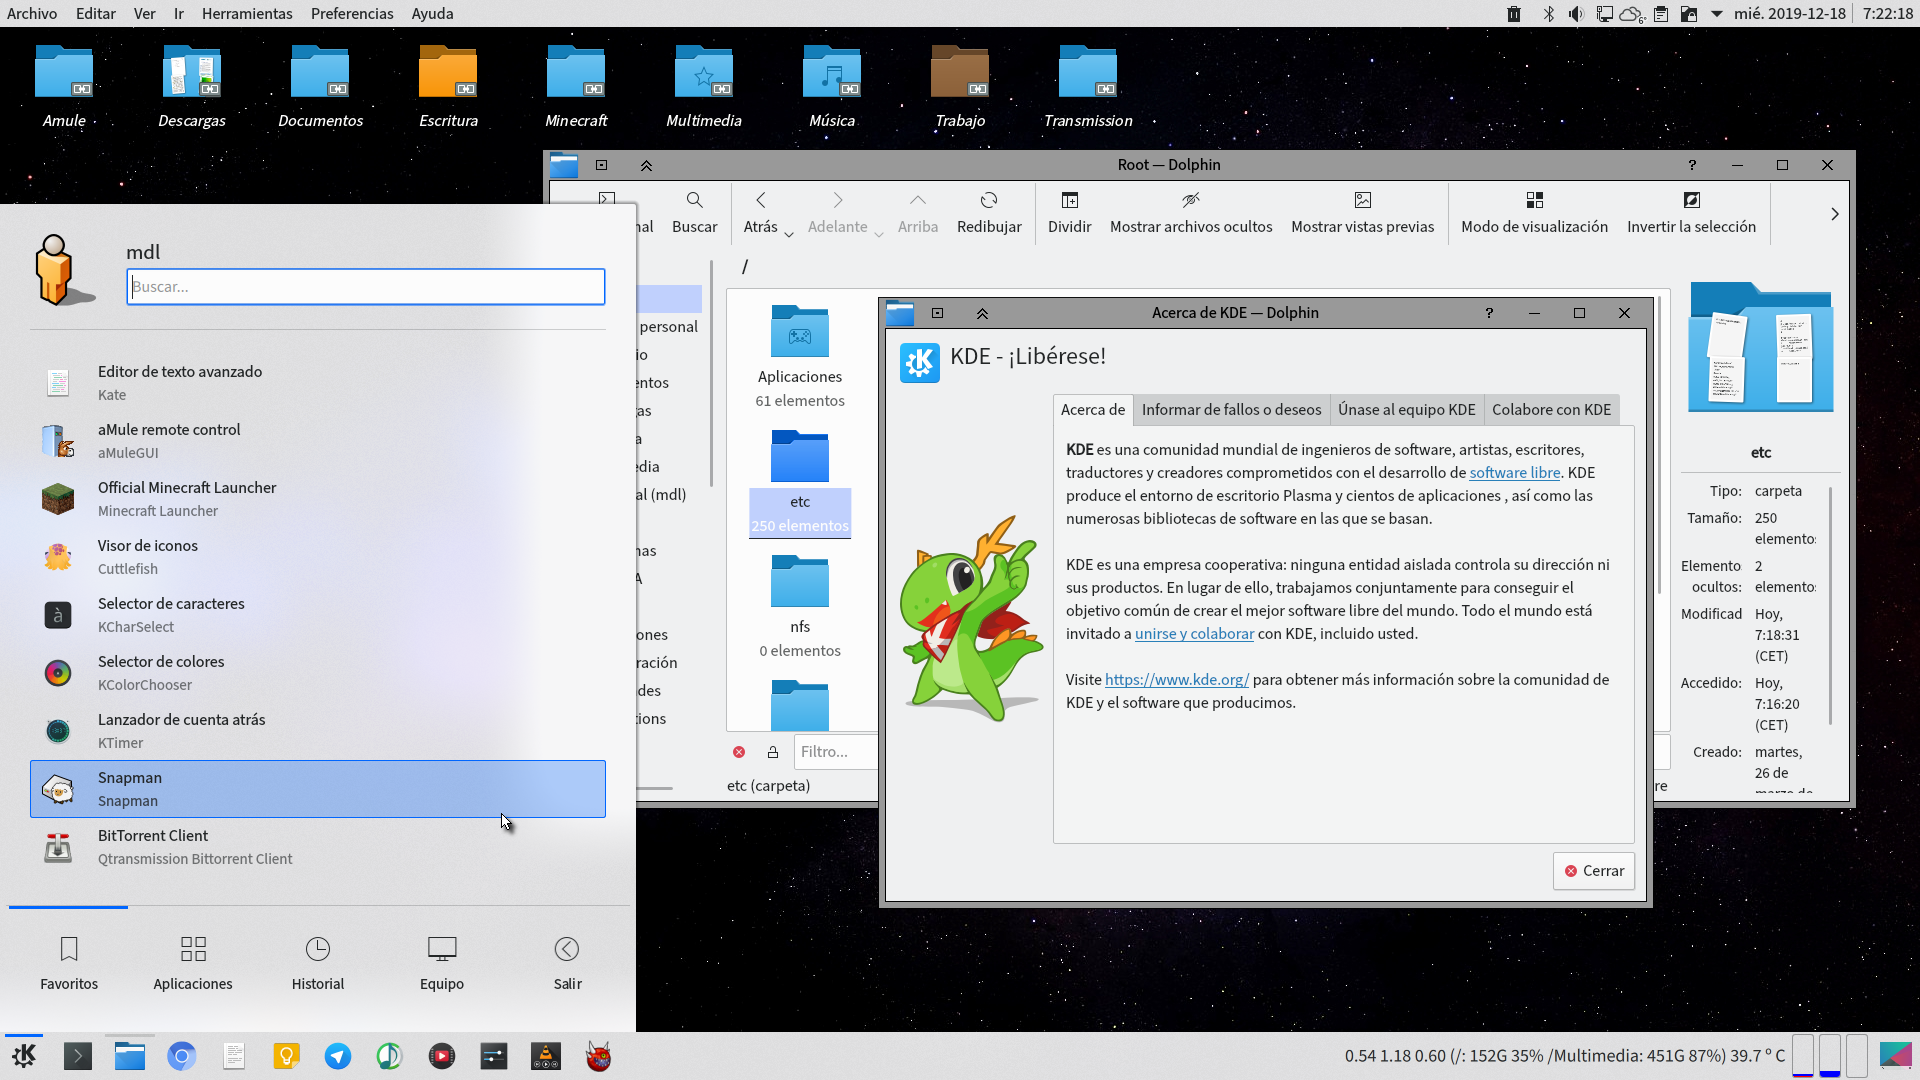 Archivo Editar Ver Ir Herramientas Preferencias Ayuda
6°
mié. 2019-12-18 7:22:18
Amule Descargas Documentos Escritura Minecraft Multimedia Música Trabajo Transmission
Root — Dolphin
nal Buscar Atrás Adelante Arriba Redibujar Dividir Mostrar archivos ocultos Mostrar vistas previas Modo de visualización Invertir la selección
/
personal
io
entos
gas
a
edia
al (mdl)
nas
A
ones
ración
des
tions
Aplicaciones
61 elementos
etc
250 elementos
nfs
0 elementos
Filtro...
etc (carpeta)
re
etc
Tipo: carpeta
Tamaño: 250
elemento
Elemento 2
ocultos: elemento
Modificad Hoy,
7:18:31
(CET)
Accedido: Hoy,
7:16:20
(CET)
Creado: martes,
26 de
marzo de
Acerca de KDE — Dolphin
KDE - ¡Libérese!
Acerca de Informar de fallos o deseos Únase al equipo KDE Colabore con KDE
KDE es una comunidad mundial de ingenieros de software, artistas, escritores,
traductores y creadores comprometidos con el desarrollo de software libre. KDE
produce el entorno de escritorio Plasma y cientos de aplicaciones , así como las
numerosas bibliotecas de software en las que se basan.
KDE es una empresa cooperativa: ninguna entidad aislada controla su dirección ni
sus productos. En lugar de ello, trabajamos conjuntamente para conseguir el
objetivo común de crear el mejor software libre del mundo. Todo el mundo está
invitado a unirse y colaborar con KDE, incluido usted.
Visite https://www.kde.org/ para obtener más información sobre la comunidad de
KDE y el software que producimos.
Cerrar
mdl
Buscar...
Editor de texto avanzado
Kate
aMule remote control
aMuleGUI
Official Minecraft Launcher
Minecraft Launcher
Visor de iconos
Cuttlefish
à
Selector de caracteres
KCharSelect
Selector de colores
KColorChooser
Lanzador de cuenta atrás
KTimer
Snapman
Snapman
BitTorrent Client
Qtransmission Bittorrent Client
Favoritos Aplicaciones Historial Equipo Salir
0.54 1.18 0.60 (/: 152G 35% /Multimedia: 451G 87%) 39.7 º C